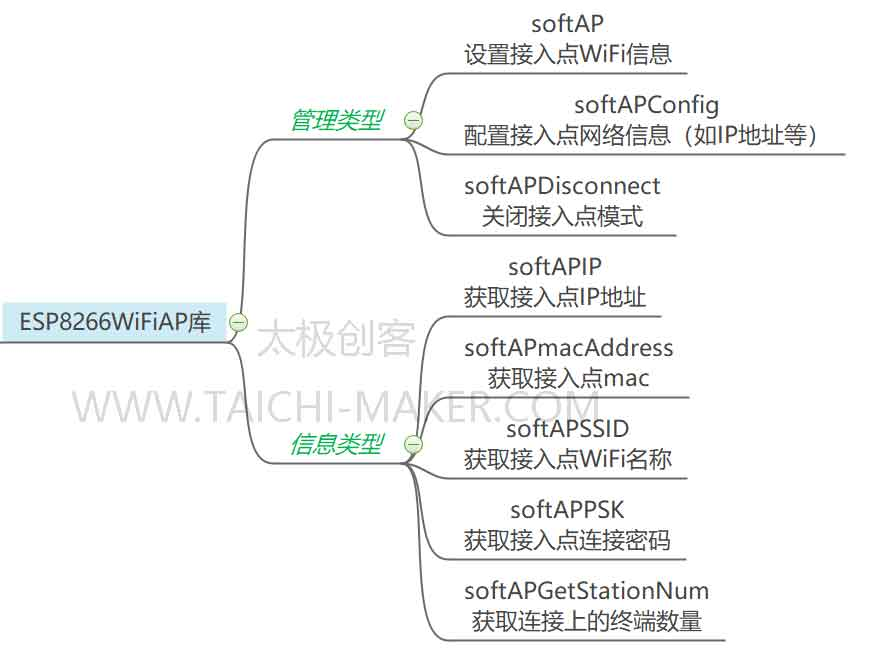 softAP
设置接入点WiFi信息
管理类型
softAPConfig
配置接入点网络信息（如IP地址等）
softAPDisconnect
关闭接入点模式
ESP8266WiFiAP库
太极创客
WWW.TAICHI-MAKER.COM
softAPIP
获取接入点IP地址
softAPmacAddress
获取接入点mac
信息类型
softAPSSID
获取接入点WiFi名称
softAPPSK
获取接入点连接密码
softAPGetStationNum
获取连接上的终端数量